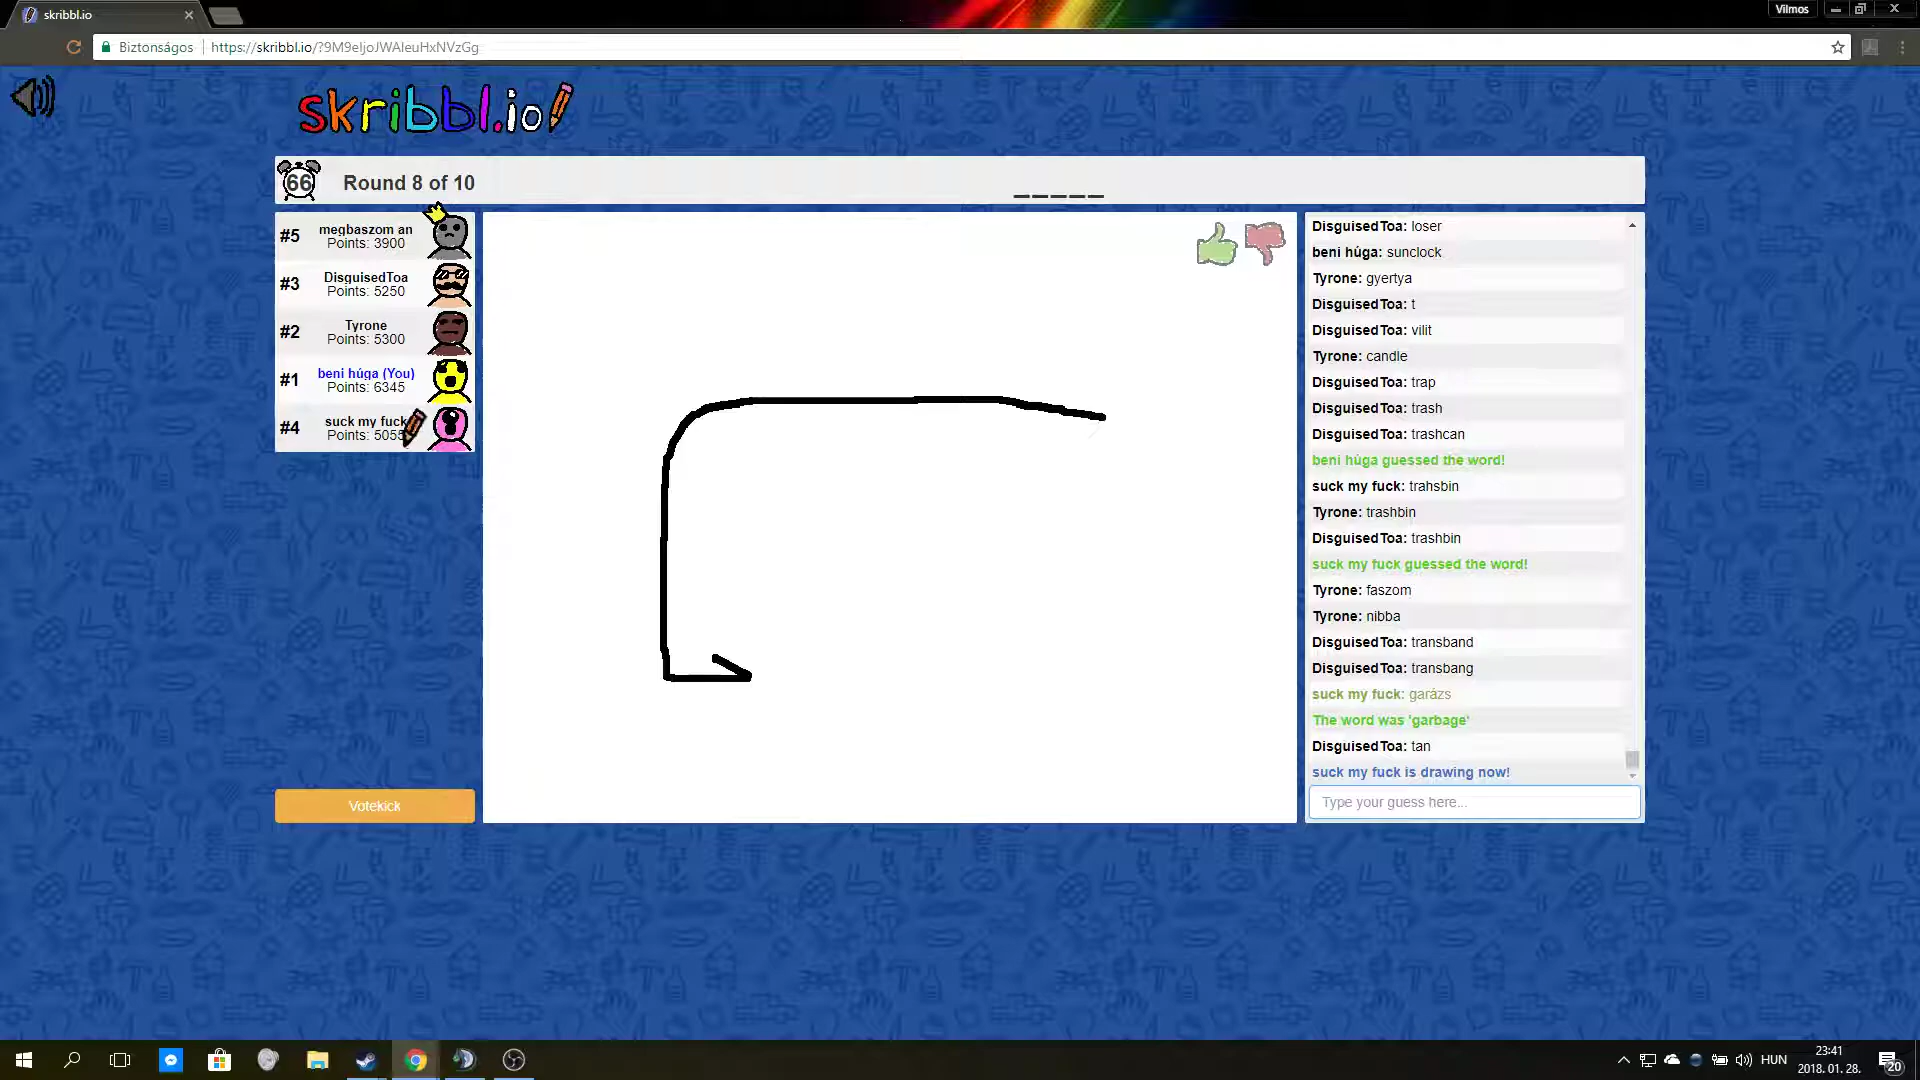 skribbl.io
Vilmos
Biztonságos
https://skribbl.io/?9M9eIjoJWAIeuHxNVzGg
skribbl.io
66
Round 8 of 10
_____
#5
megbaszom an
Points: 3900
#3
DisguisedToa
Points: 5250
#2
Tyrone
Points: 5300
#1
beni húga (You)
Points: 6345
#4
suck my fuck
Points: 5055
Votekick
DisguisedToa: loser
beni húga: sunclock
Tyrone: gyertya
DisguisedToa: t
DisguisedToa: vilit
Tyrone: candle
DisguisedToa: trap
DisguisedToa: trash
DisguisedToa: trashcan
beni húga guessed the word!
suck my fuck: trahsbin
Tyrone: trashbin
DisguisedToa: trashbin
suck my fuck guessed the word!
Tyrone: faszom
Tyrone: nibba
DisguisedToa: transband
DisguisedToa: transbang
suck my fuck: garázs
The word was 'garbage'
DisguisedToa: tan
suck my fuck is drawing now!
Type your guess here...
HUN
23:41
2018. 01. 28.
20